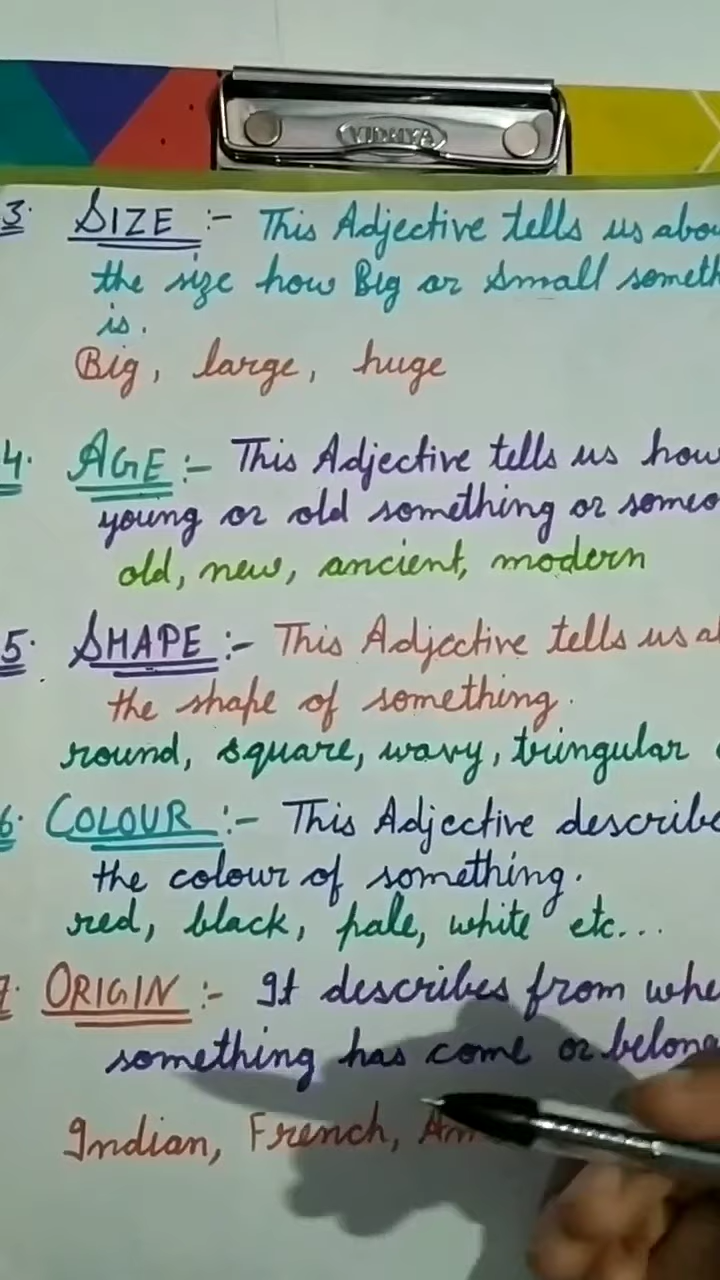 VIDHYA
3. SIZE :- This Adjective tells us abou
the size how Big or Small someth
is.
Big, large, huge
4. AGE :- This Adjective tells us how
young or old something or someo
old, new, ancient, modern
5. SHAPE :- This Adjective tells us a
the shape of something.
round, square, wavy, tringular
6. COLOUR :- This Adjective describe
the colour of something.
red, black, pale, white etc...
7. ORIGIN :- It describes from whe
something has come or belong
Indian, French, Am